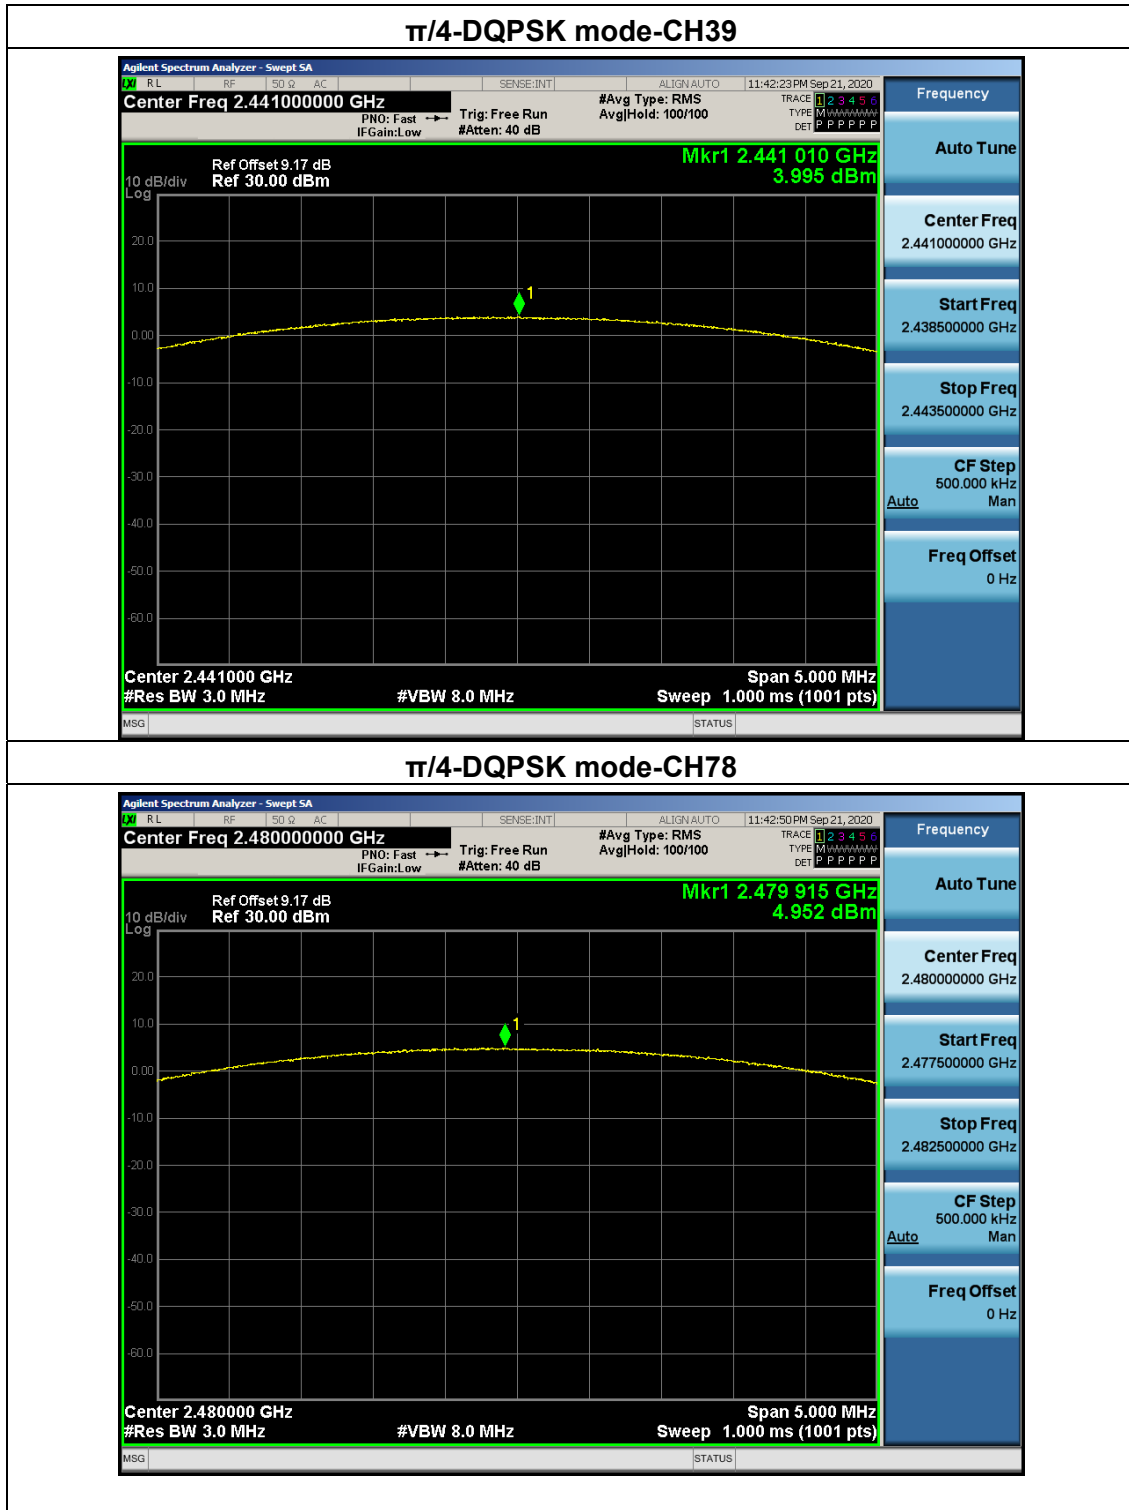 π/4-DQPSK mode-CH39
Agilent Spectrum Analyzer - Swept SA
LXI RL RF 50 Ω AC SENSE:INT ALIGN AUTO 11:42:23 PM Sep 21, 2020
Center Freq 2.441000000 GHz #Avg Type: RMS TRACE 1 2 3 4 5 6
PNO: Fast Trig: Free Run Avg|Hold: 100/100 TYPE M WWWWW
IFGain:Low #Atten: 40 dB DET P P P P P P
Mkr1 2.441 010 GHz
3.995 dBm
Ref Offset 9.17 dB
10 dB/div Ref 30.00 dBm
Log
20.0
10.0
1
0.00
-10.0
-20.0
-30.0
-40.0
-50.0
-60.0
Center 2.441000 GHz Span 5.000 MHz
#Res BW 3.0 MHz #VBW 8.0 MHz Sweep 1.000 ms (1001 pts)
MSG STATUS
Frequency
Auto Tune
Center Freq
2.441000000 GHz
Start Freq
2.438500000 GHz
Stop Freq
2.443500000 GHz
CF Step
500.000 kHz
Auto Man
Freq Offset
0 Hz
π/4-DQPSK mode-CH78
Agilent Spectrum Analyzer - Swept SA
LXI RL RF 50 Ω AC SENSE:INT ALIGN AUTO 11:42:50 PM Sep 21, 2020
Center Freq 2.480000000 GHz #Avg Type: RMS TRACE 1 2 3 4 5 6
PNO: Fast Trig: Free Run Avg|Hold: 100/100 TYPE M WWWWW
IFGain:Low #Atten: 40 dB DET P P P P P P
Mkr1 2.479 915 GHz
4.952 dBm
Ref Offset 9.17 dB
10 dB/div Ref 30.00 dBm
Log
20.0
10.0
1
0.00
-10.0
-20.0
-30.0
-40.0
-50.0
-60.0
Center 2.480000 GHz Span 5.000 MHz
#Res BW 3.0 MHz #VBW 8.0 MHz Sweep 1.000 ms (1001 pts)
MSG STATUS
Frequency
Auto Tune
Center Freq
2.480000000 GHz
Start Freq
2.477500000 GHz
Stop Freq
2.482500000 GHz
CF Step
500.000 kHz
Auto Man
Freq Offset
0 Hz